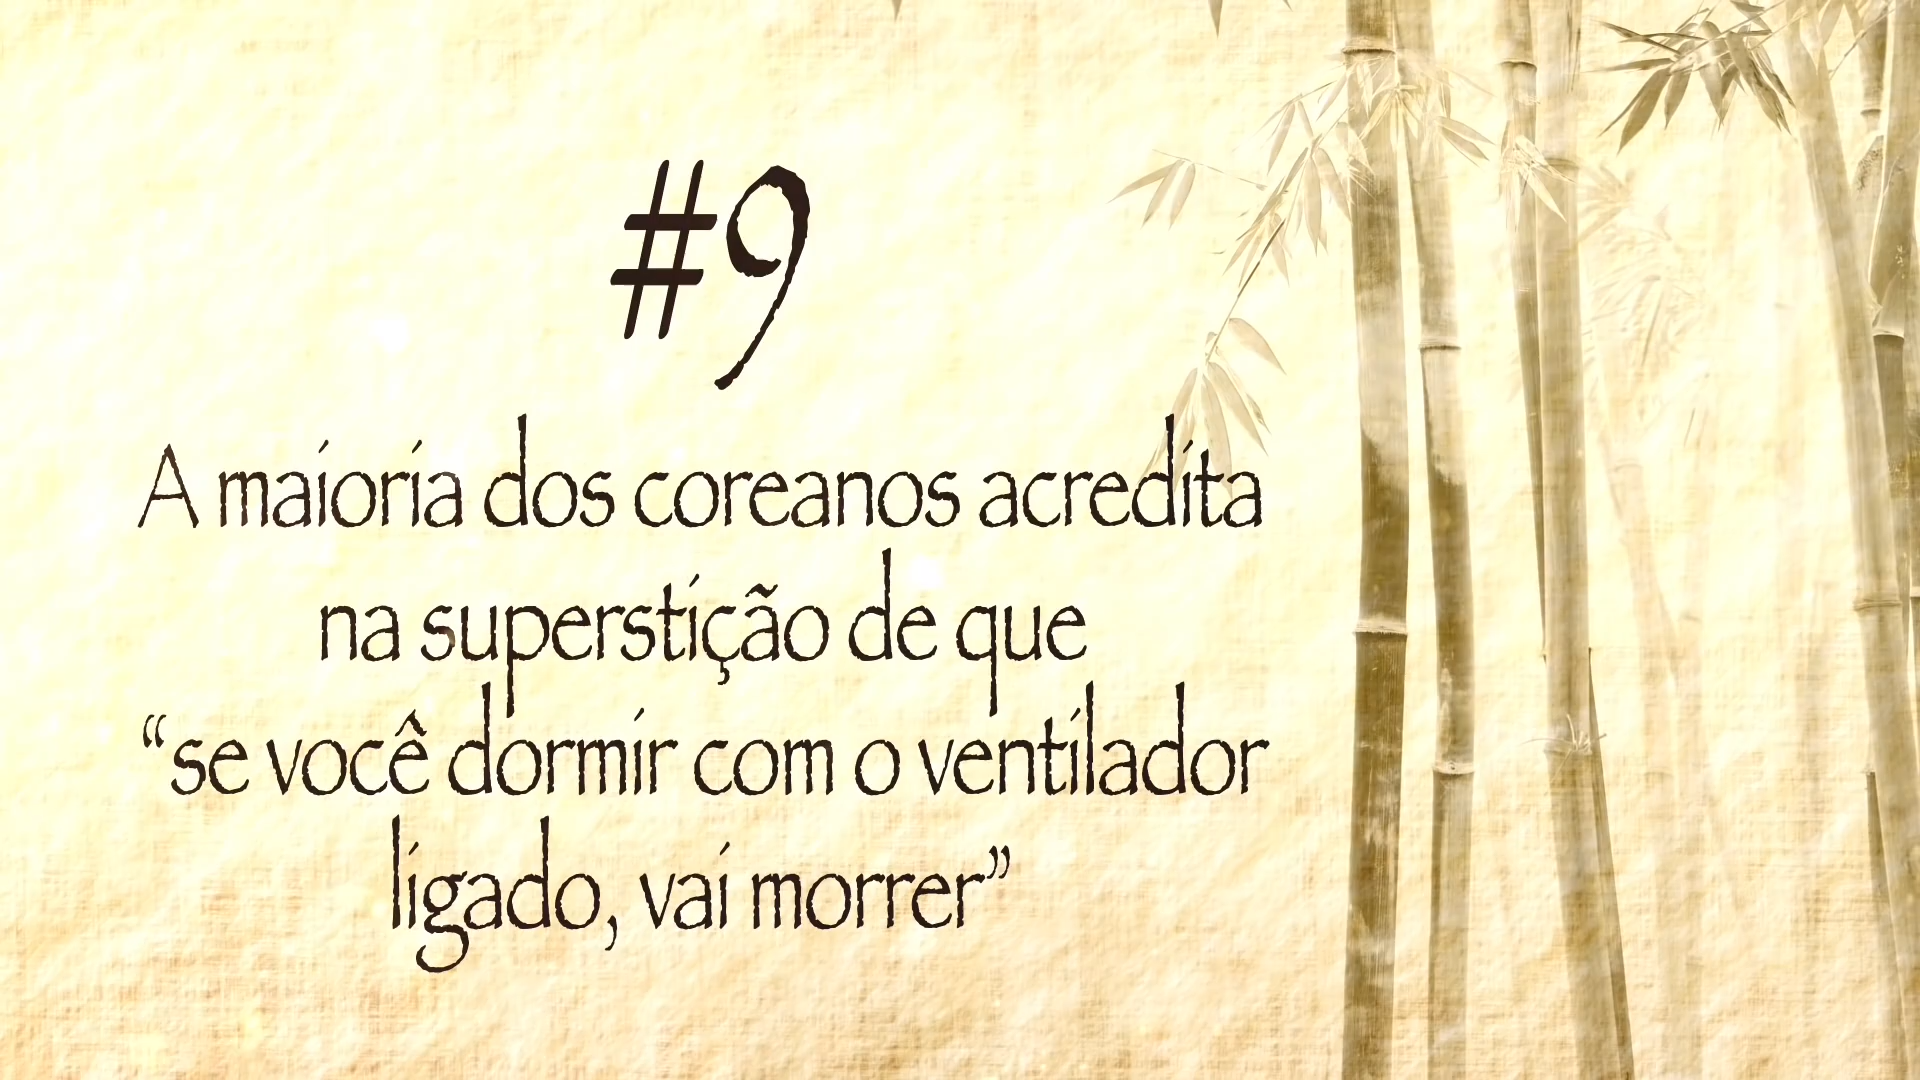 #9
A maioria dos coreanos acredita
na superstição de que
“se você dormir com o ventilador
ligado, vai morrer”